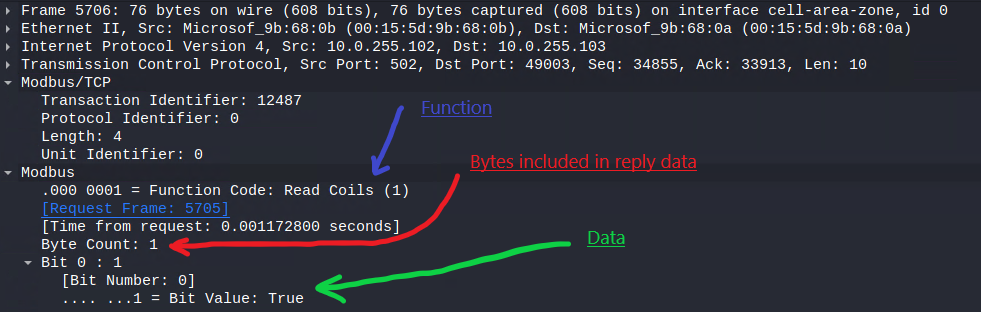 Frame 5706: 76 bytes on wire (608 bits), 76 bytes captured (608 bits) on interface cell-area-zone, id 0
Ethernet II, Src: Microsof_9b:68:0b (00:15:5d:9b:68:0b), Dst: Microsof_9b:68:0a (00:15:5d:9b:68:0a)
Internet Protocol Version 4, Src: 10.0.255.102, Dst: 10.0.255.103
Transmission Control Protocol, Src Port: 502, Dst Port: 49003, Seq: 34855, Ack: 33913, Len: 10
Modbus/TCP
Transaction Identifier: 12487
Function
Protocol Identifier: 0
Length: 4
Unit Identifier: 0
Bytes included in reply data
Modbus
.000 0001 = Function Code: Read Coils (1)
[Request Frame: 5705]
[Time from request: 0.001172800 seconds]
Data
Byte Count: 1
Bit 0 : 1
[Bit Number: 0]
.... ...1 = Bit Value: True